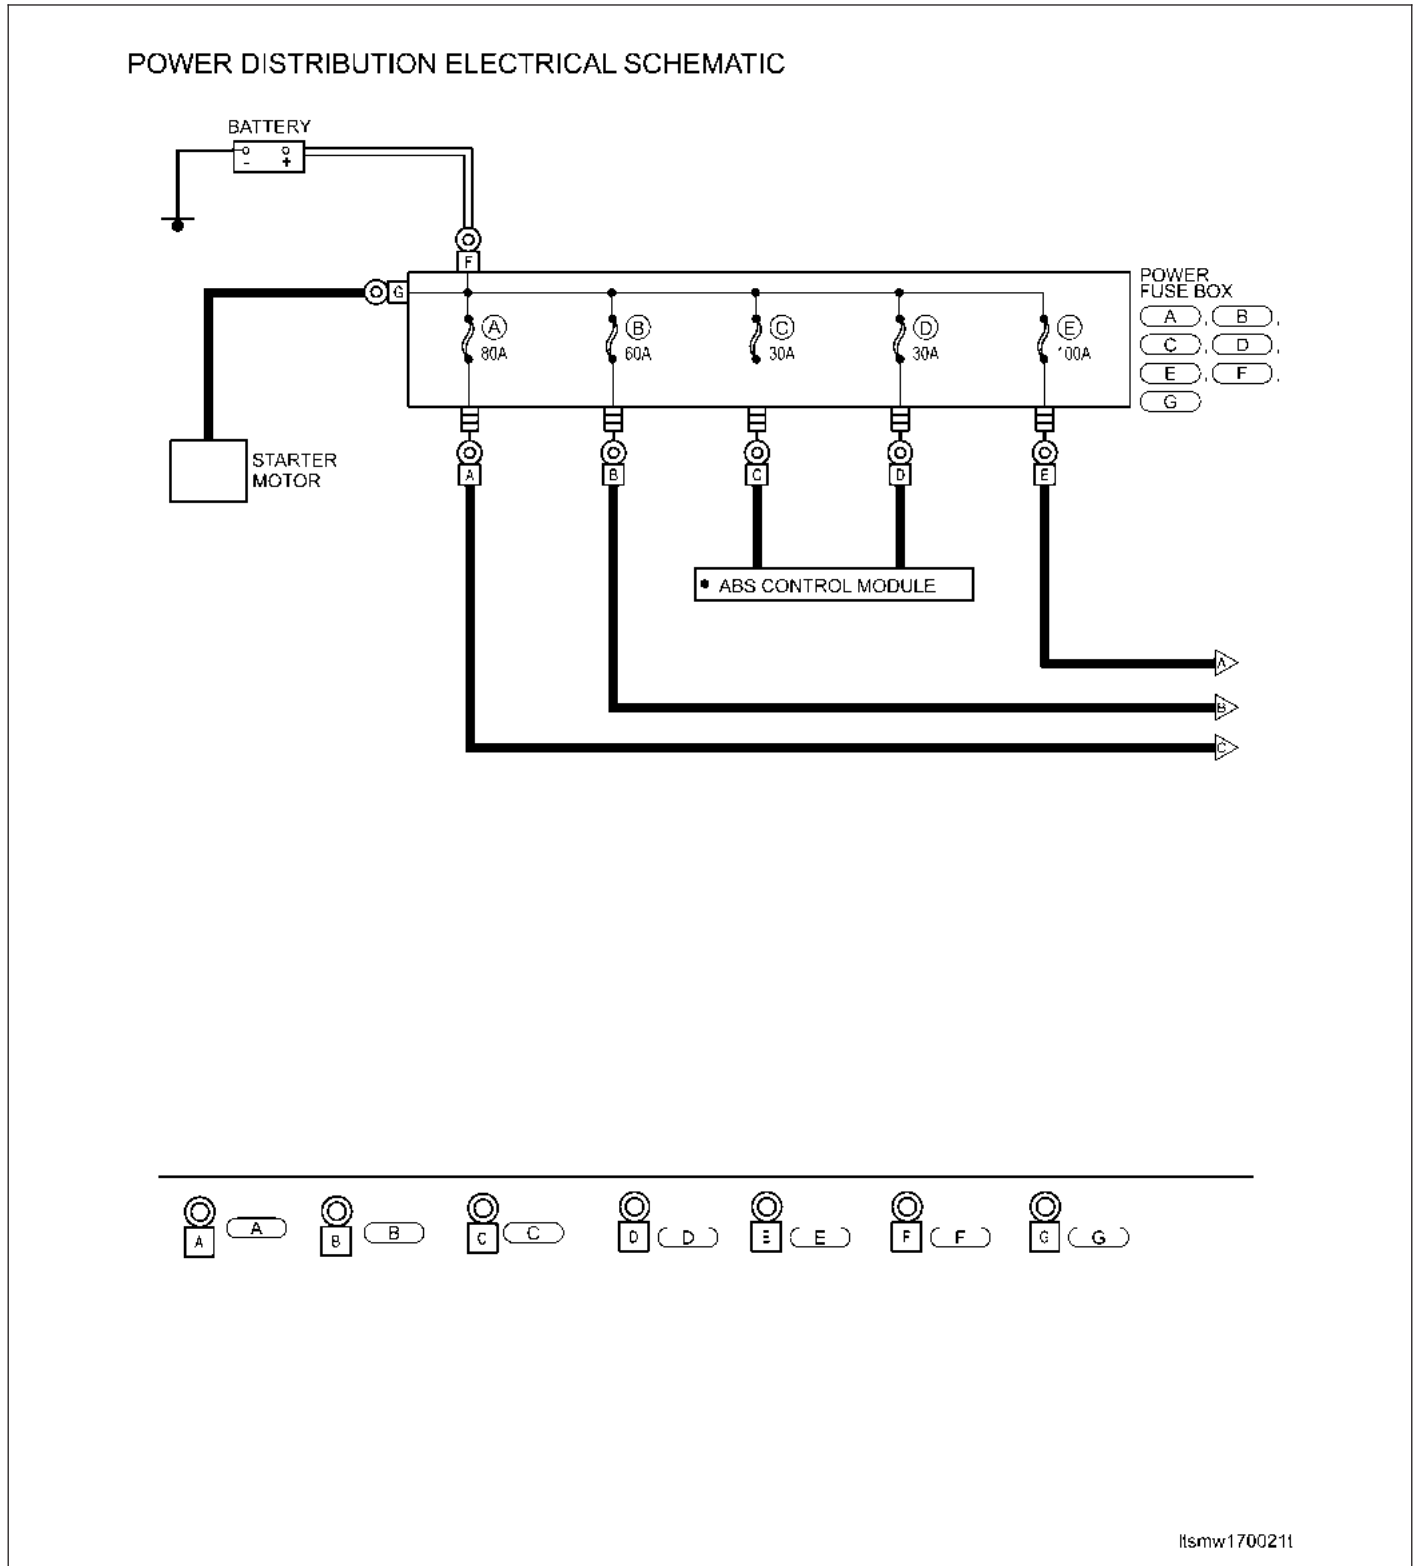 POWER DISTRIBUTION ELECTRICAL SCHEMATIC
BATTERY
- +
F
G
POWER
FUSE BOX
A , B ,
C , D ,
E , F ,
G
A B C D E
80A 60A 30A 30A 100A
STARTER
MOTOR
A B C D E
• ABS CONTROL MODULE
A
B
C
A A B B C C D D E E F F G G
ltsmw170021t